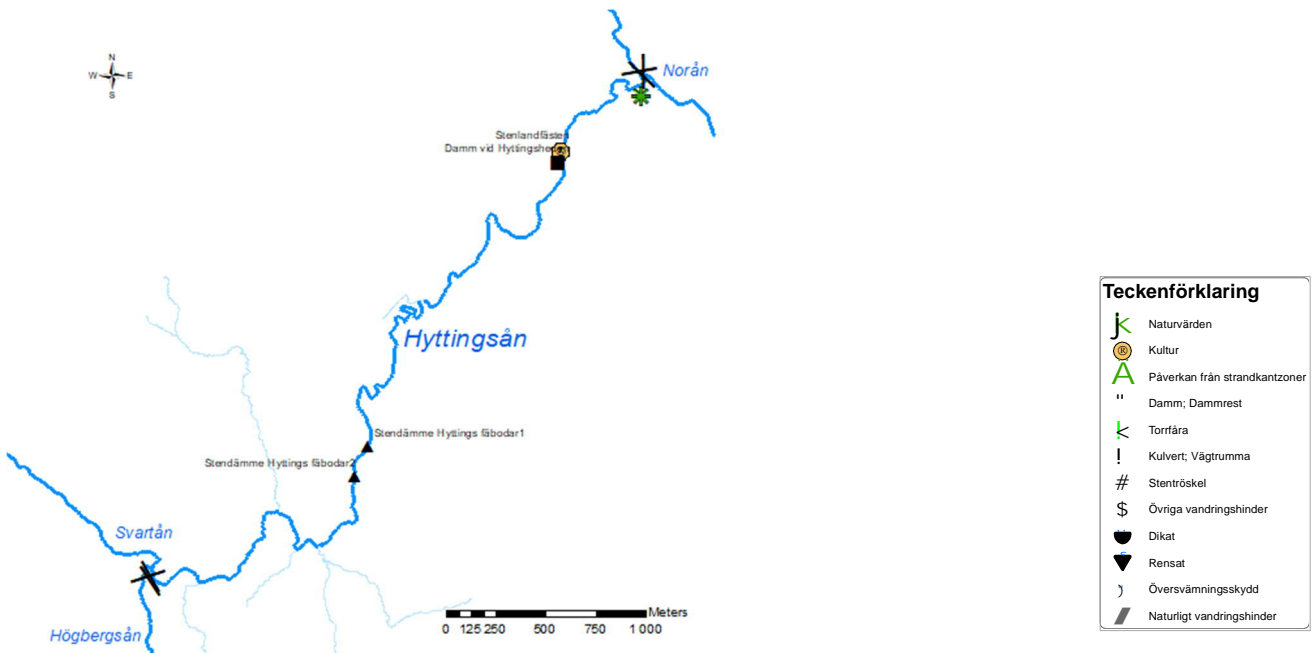 N
W E
S
Norån
Stenlandfästen
Damm vid Hyttingsheden
Hyttingsån
Stendämme Hyttings fäbodar1
Stendämme Hyttings fäbodar2
Svartån
Högbergsån
Meters
0 125 250 500 750 1 000
Teckenförklaring
Naturvärden
® Kultur
Påverkan från strandkantzoner
" Damm; Dammrest
Torrfåra
! Kulvert; Vägtrumma
# Stentröskel
$ Övriga vandringshinder
Dikat
Rensat
Översvämningsskydd
Naturligt vandringshinder